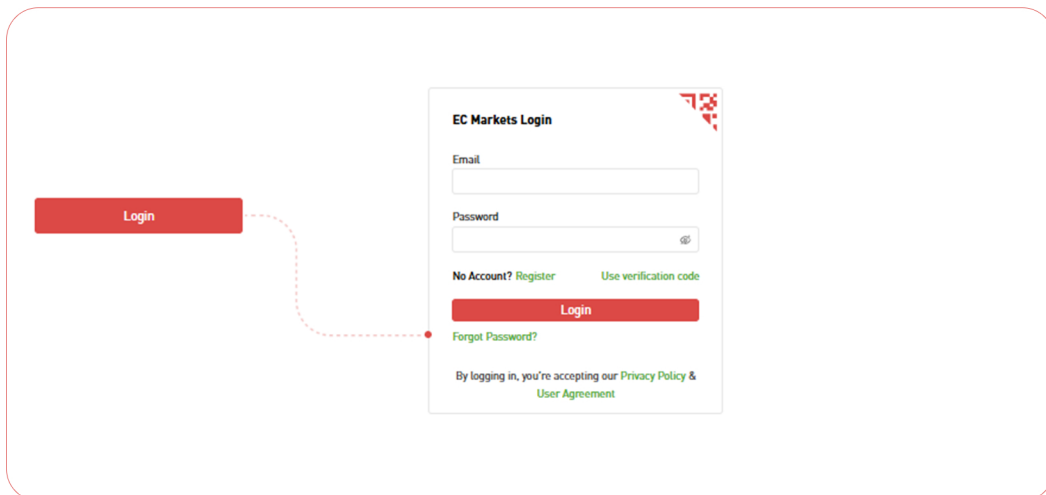 EC Markets Login
Email
Login
Password
No Account? Register
Use verification code
Login
Forgot Password?
By logging in, you're accepting our Privacy Policy &
User Agreement